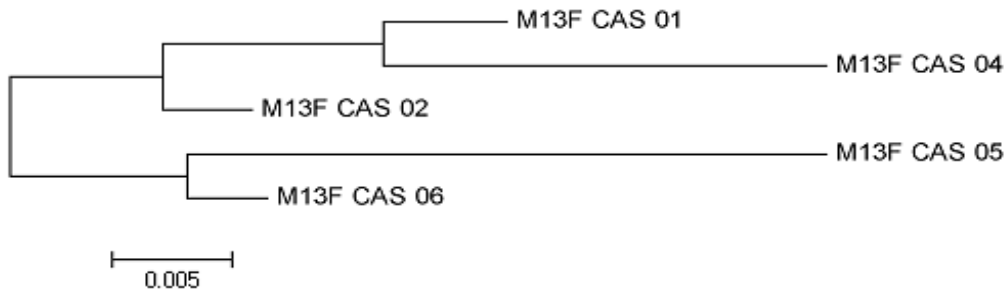 M13F CAS 01
M13F CAS 04
M13F CAS 02
M13F CAS 05
M13F CAS 06
0.005